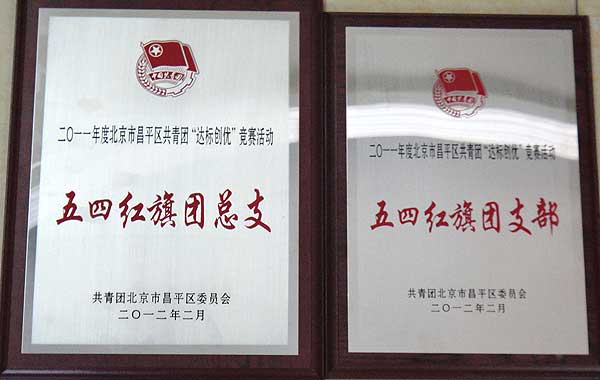 二〇一一年度北京市昌平区共青团“达标创优”竞赛活动
五四红旗团总支
共青团北京市昌平区委员会
二〇一二年二月
二〇一一年度北京市昌平区共青团“达标创优”竞赛活动
五四红旗团支部
共青团北京市昌平区委员会
二〇一二年二月